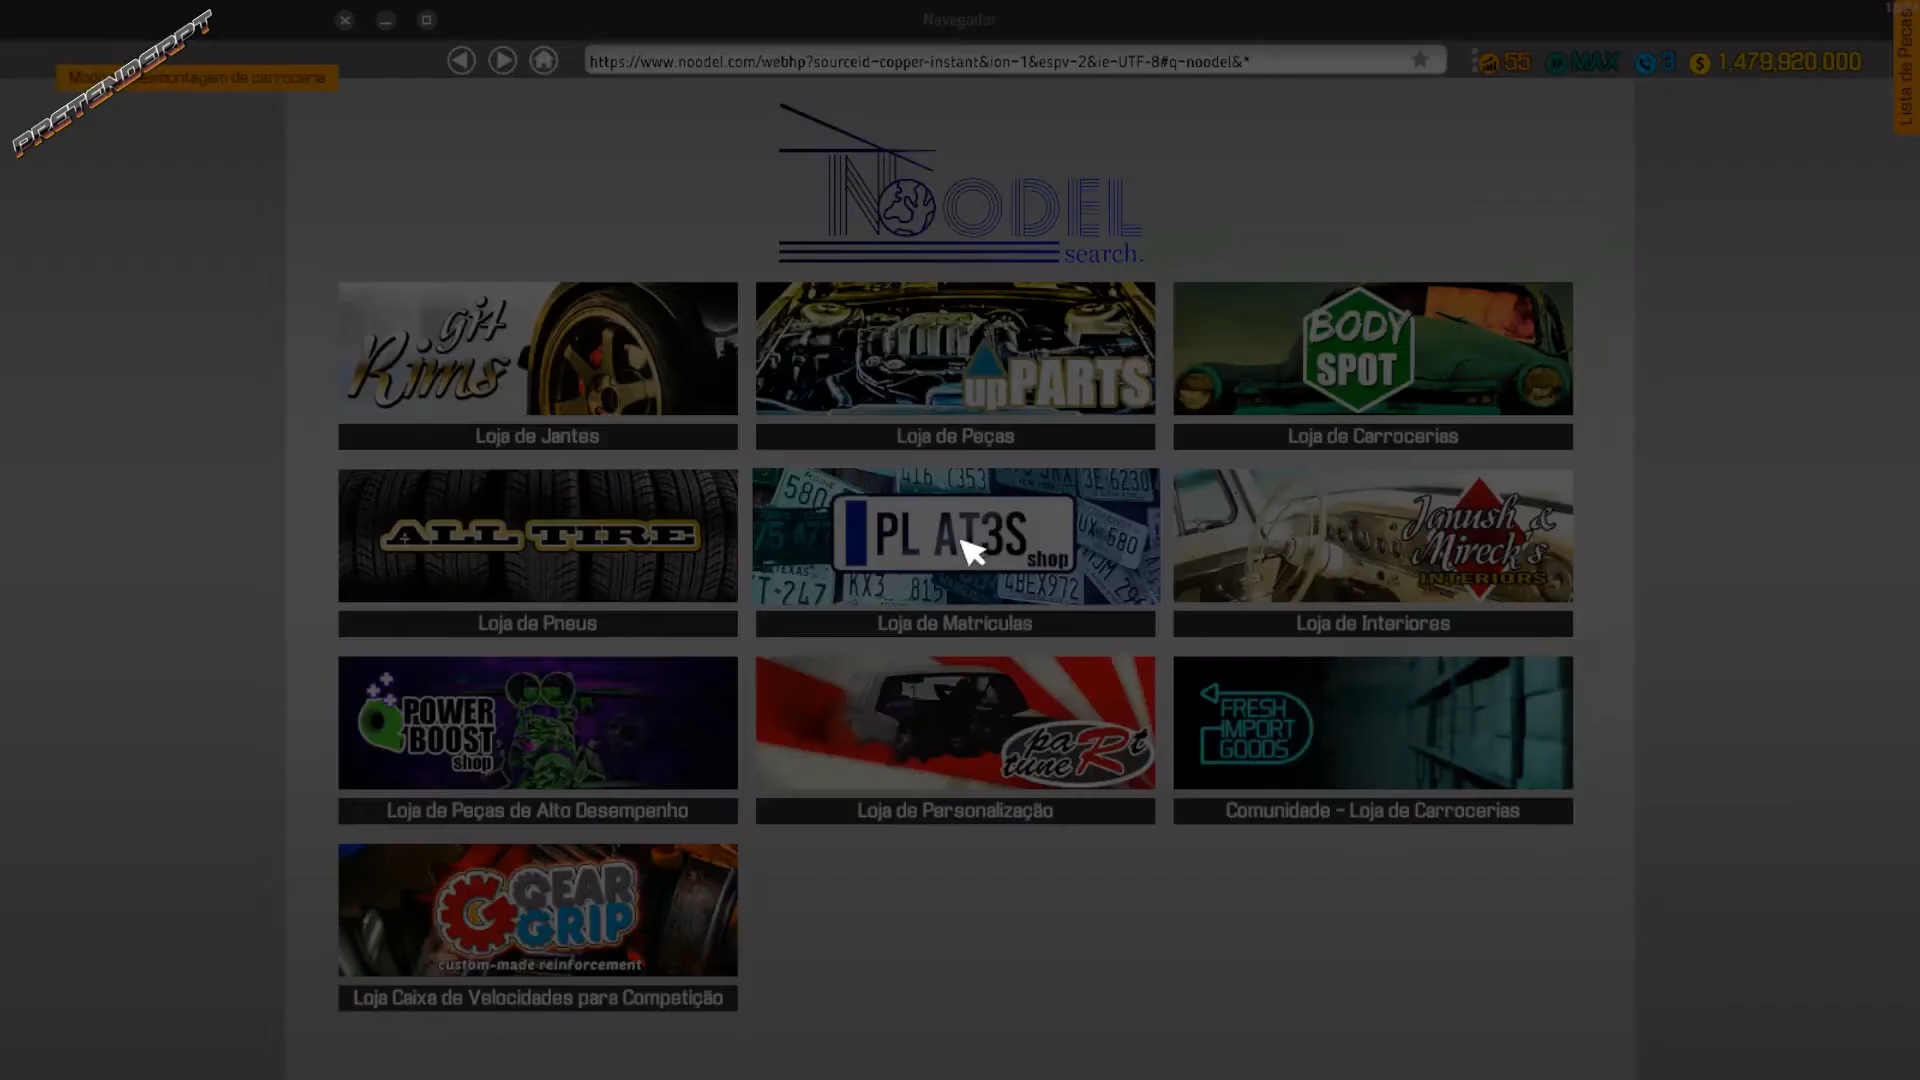 Navegador
PRETENDERPT
https://www.noodel.com/webhp?sourceid-copper-instant&ion-1&espv-2&ie-UTF-8#q-noodel&*
55
MAX
3
1,479,920,000
Lista de Peças
NOODEL
search.
git
Rims
Loja de Jantes
upPARTS
Loja de Peças
BODY
SPOT
Loja de Carrocerias
ALL TIRE
Loja de Pneus
PL AT3S
shop
Loja de Matrículas
Janush &
Mireck's
INTERIORS
Loja de Interiores
POWER
BOOST
shop
Loja de Peças de Alto Desempenho
paRt
tune
Loja de Personalização
FRESH
IMPORT
GOODS
Comunidade - Loja de Carrocerias
GEAR
GRIP
custom-made reinforcement
Loja Caixa de Velocidades para Competição